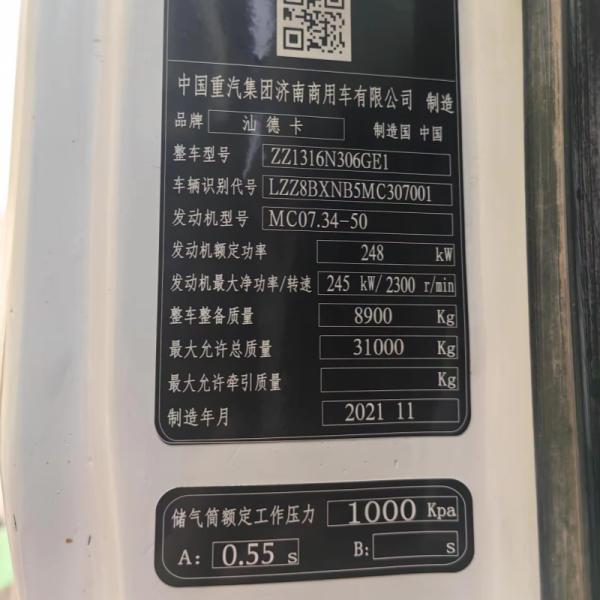 中国重汽集团济南商用车有限公司 制造
品牌 汕德卡 制造国 中国
整车型号 ZZ1316N306GE1
车辆识别代号 LZZ8BXNB5MC307001
发动机型号 MC07.34-50
发动机额定功率 248 kW
发动机最大净功率/转速 245 kW/2300 r/min
整车整备质量 8900 Kg
最大允许总质量 31000 Kg
最大允许牵引质量 Kg
制造年月 2021 11
储气筒额定工作压力 1000 Kpa
A: 0.55 s B: s